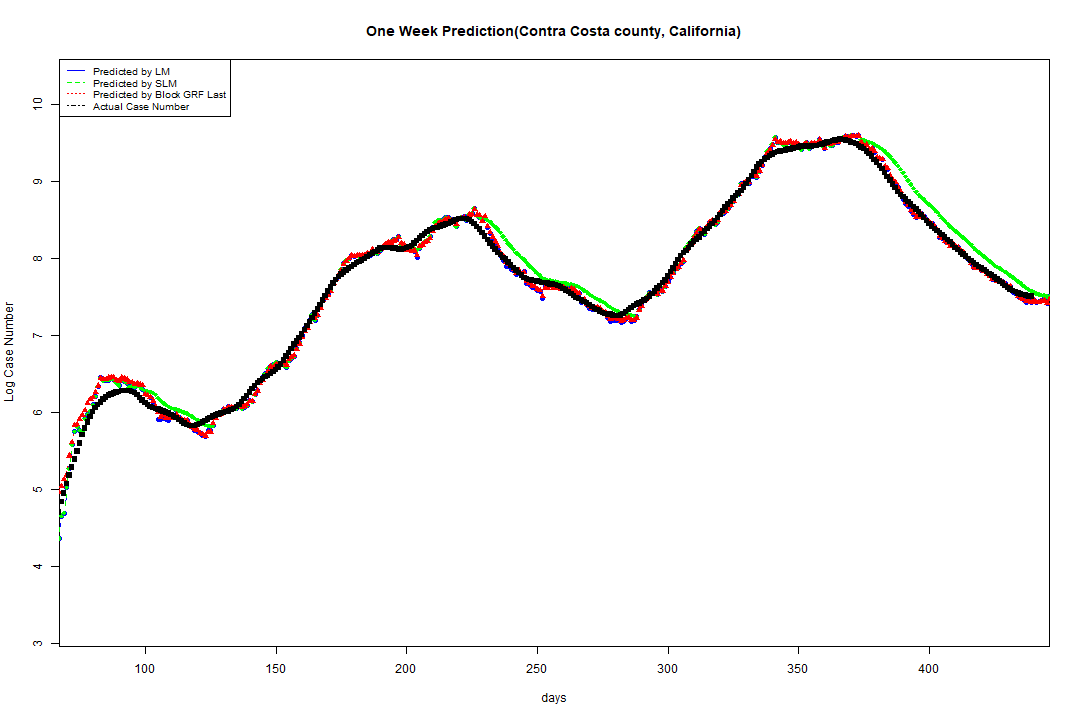 One Week Prediction(Contra Costa county, California)
Predicted by LM
Predicted by SLM
Predicted by Block GRF Last
Actual Case Number
10
9
8
7
6
5
4
3
Log Case Number
100 150 200 250 300 350 400
days